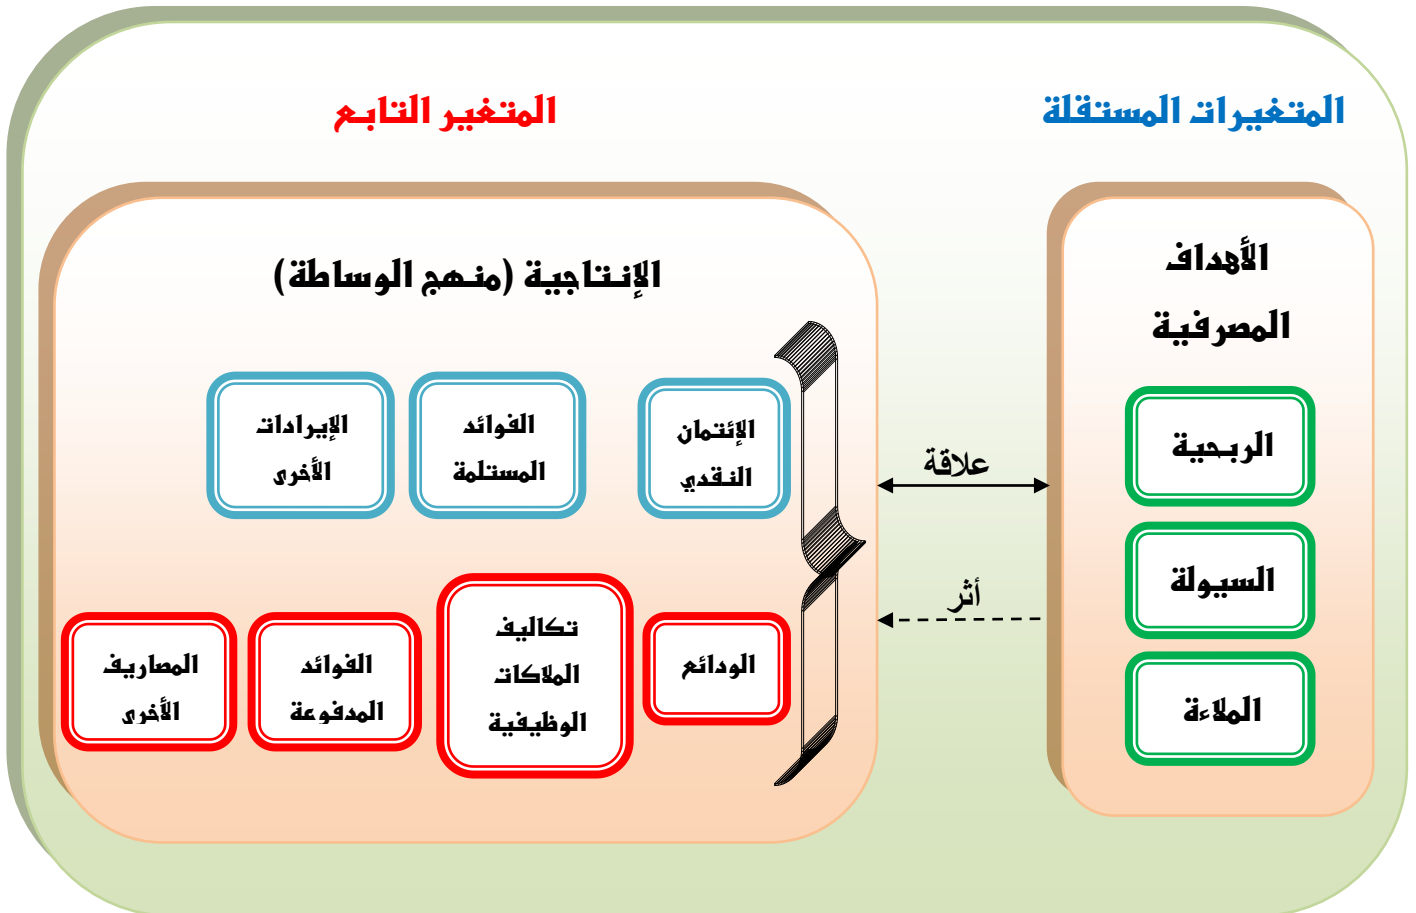 المتغيرات المستقلة
المتغير التابع
الأهداف
المصرفية
الربحية
السيولة
الملاءة
علاقة
أثر
الإنتاجية (منهج الوساطة)
الإئتمان
النقدي
الفوائد
المستلمة
الإيرادات
الأخرى
الودائع
تكاليف
الملاكات
الوظيفية
الفوائد
المدفوعة
المصاريف
الأخرى